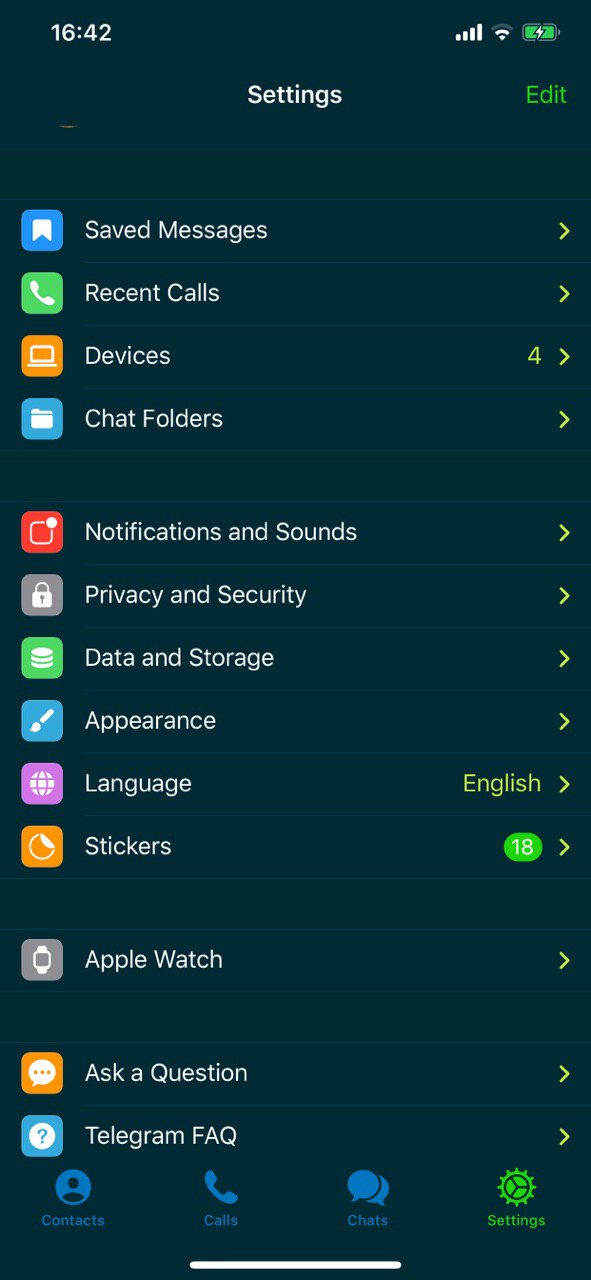 16:42
Settings
Edit
Saved Messages
Recent Calls
Devices 4
Chat Folders
Notifications and Sounds
Privacy and Security
Data and Storage
Appearance
Language English
Stickers 18
Apple Watch
Ask a Question
Telegram FAQ
Contacts Calls Chats Settings